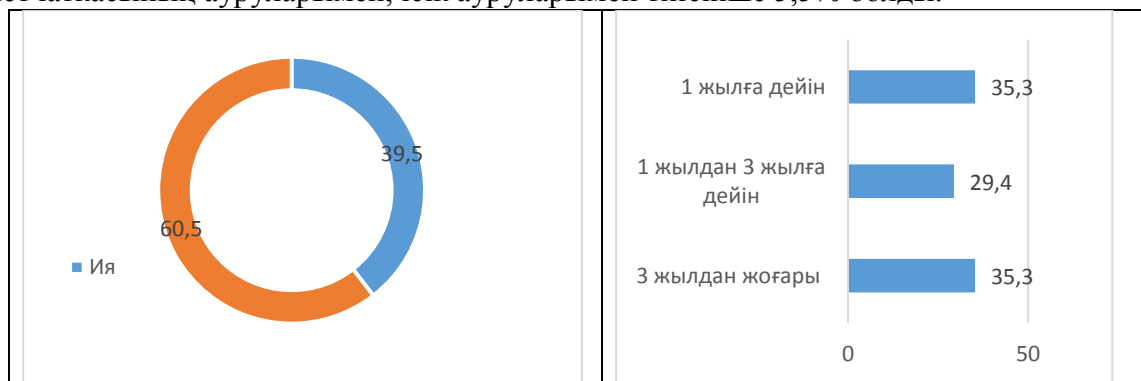 39,5
60,5
Ия
1 жылға дейін
35,3
1 жылдан 3 жылға
дейін
29,4
3 жылдан жоғары
35,3
0
50